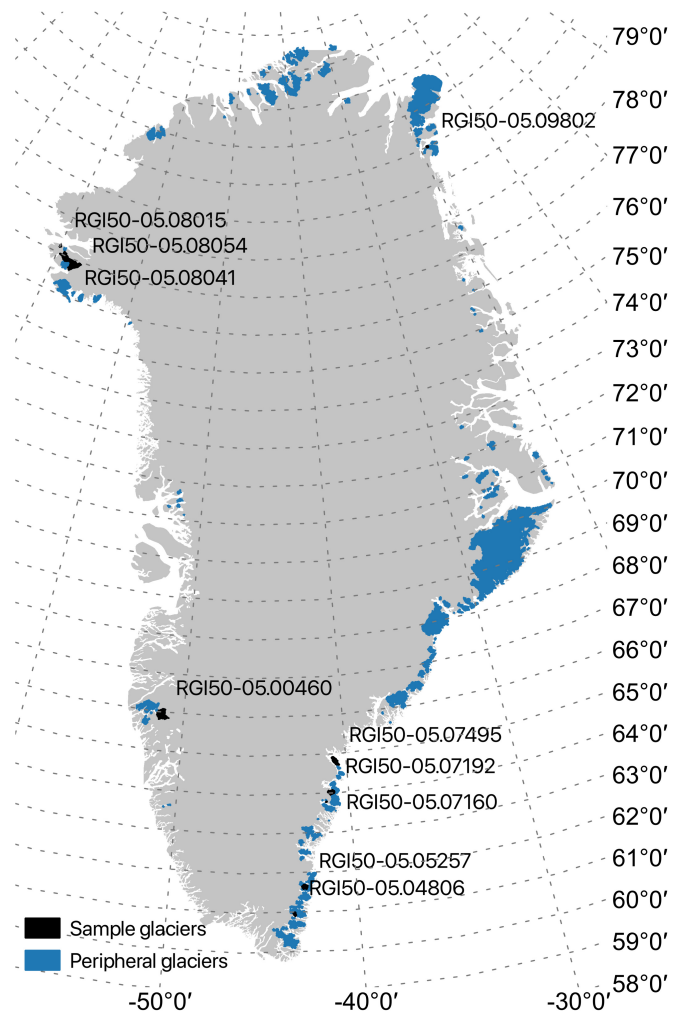 79°0′
78°0′
RGI50-05.09802
77°0′
76°0′
RGI50-05.08015
RGI50-05.08054
75°0′
RGI50-05.08041
74°0′
73°0′
72°0′
71°0′
70°0′
69°0′
68°0′
67°0′
66°0′
RGI50-05.00460
65°0′
RGI50-05.07495
64°0′
RGI50-05.07192
63°0′
RGI50-05.07160
62°0′
RGI50-05.05257
61°0′
RGI50-05.04806
60°0′
Sample glaciers
59°0′
Peripheral glaciers
58°0′
-50°0′
-40°0′
-30°0′